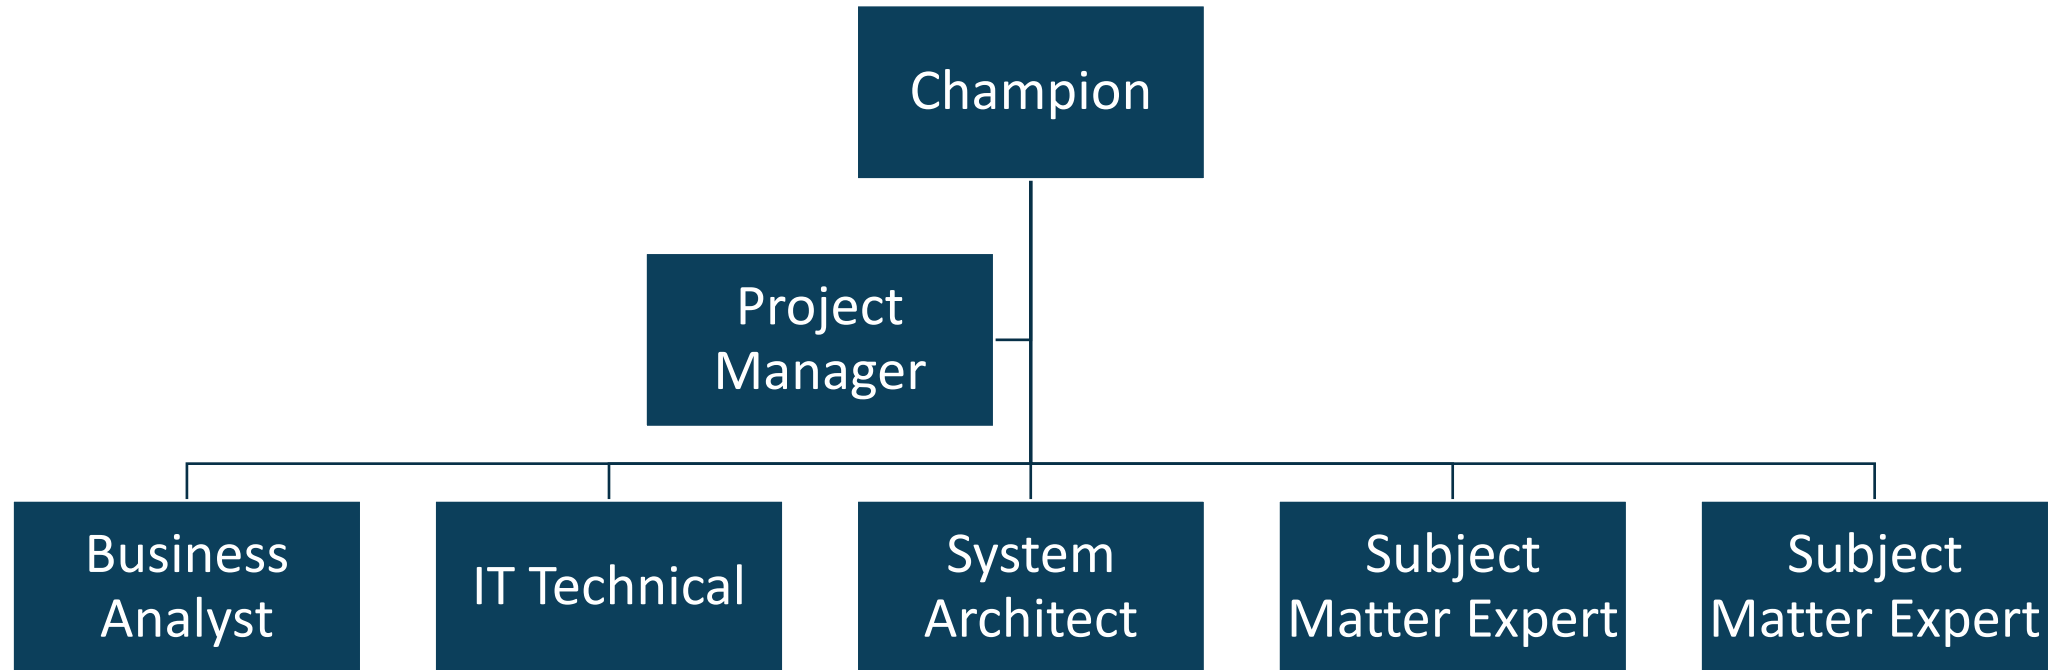 Champion
Project
Manager
Business
Analyst
IT Technical
System
Architect
Subject
Matter Expert
Subject
Matter Expert